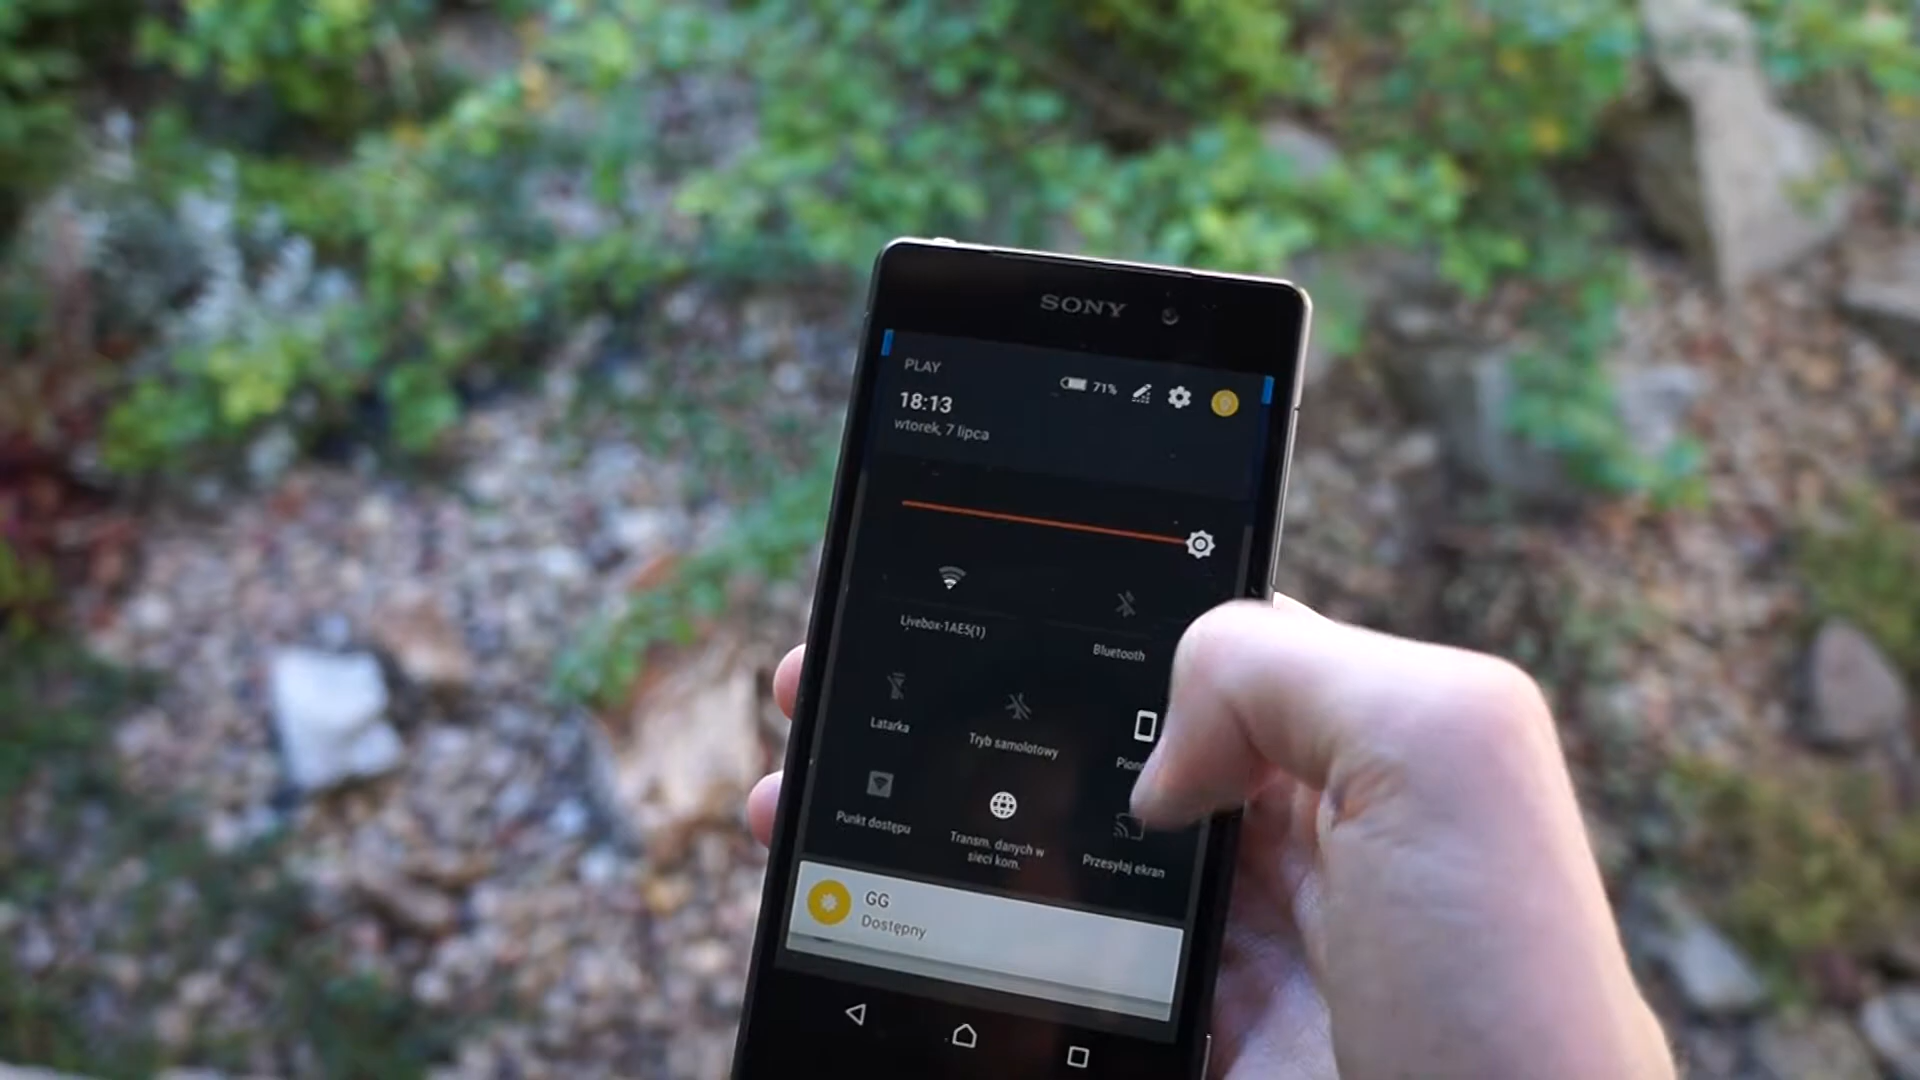 SONY
PLAY
71%
18:13
wtorek, 7 lipca
Livebox-1AE5(1)
Bluetooth
Latarka
Tryb samolotowy
Punkt dostępu
Transm. danych w
sieci kom.
Przesyłaj ekran
GG
Dostępny